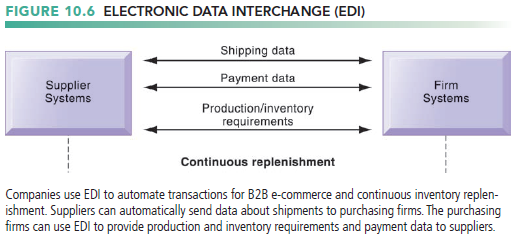 FIGURE 10.6 ELECTRONIC DATA INTERCHANGE (EDI)
Shipping data
Payment data
Supplier
Systems
Firm
Systems
Production/inventory
requirements
Continuous replenishment
Companies use EDI to automate transactions for B2B e-commerce and continuous inventory replen-
ishment. Suppliers can automatically send data about shipments to purchasing firms. The purchasing
firms can use EDI to provide production and inventory requirements and payment data to suppliers.